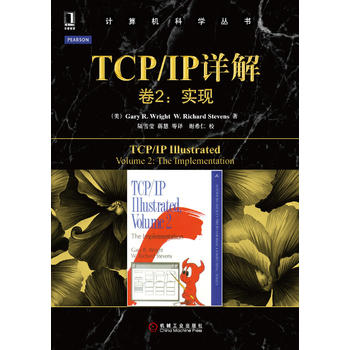 计算机科学丛书
PEARSON
TCP/IP详解
卷2：实现
（美）Gary R. Wright W. Richard Stevens 著
陆雪莹 蒋慧 等译 谢希仁 校
TCP/IP Illustrated
Volume 2: The Implementation
TCP/IP
Illustrated,
Volume 2
The Implementation
Gary R. Wright
W. Richard Stevens
机械工业出版社
China Machine Press